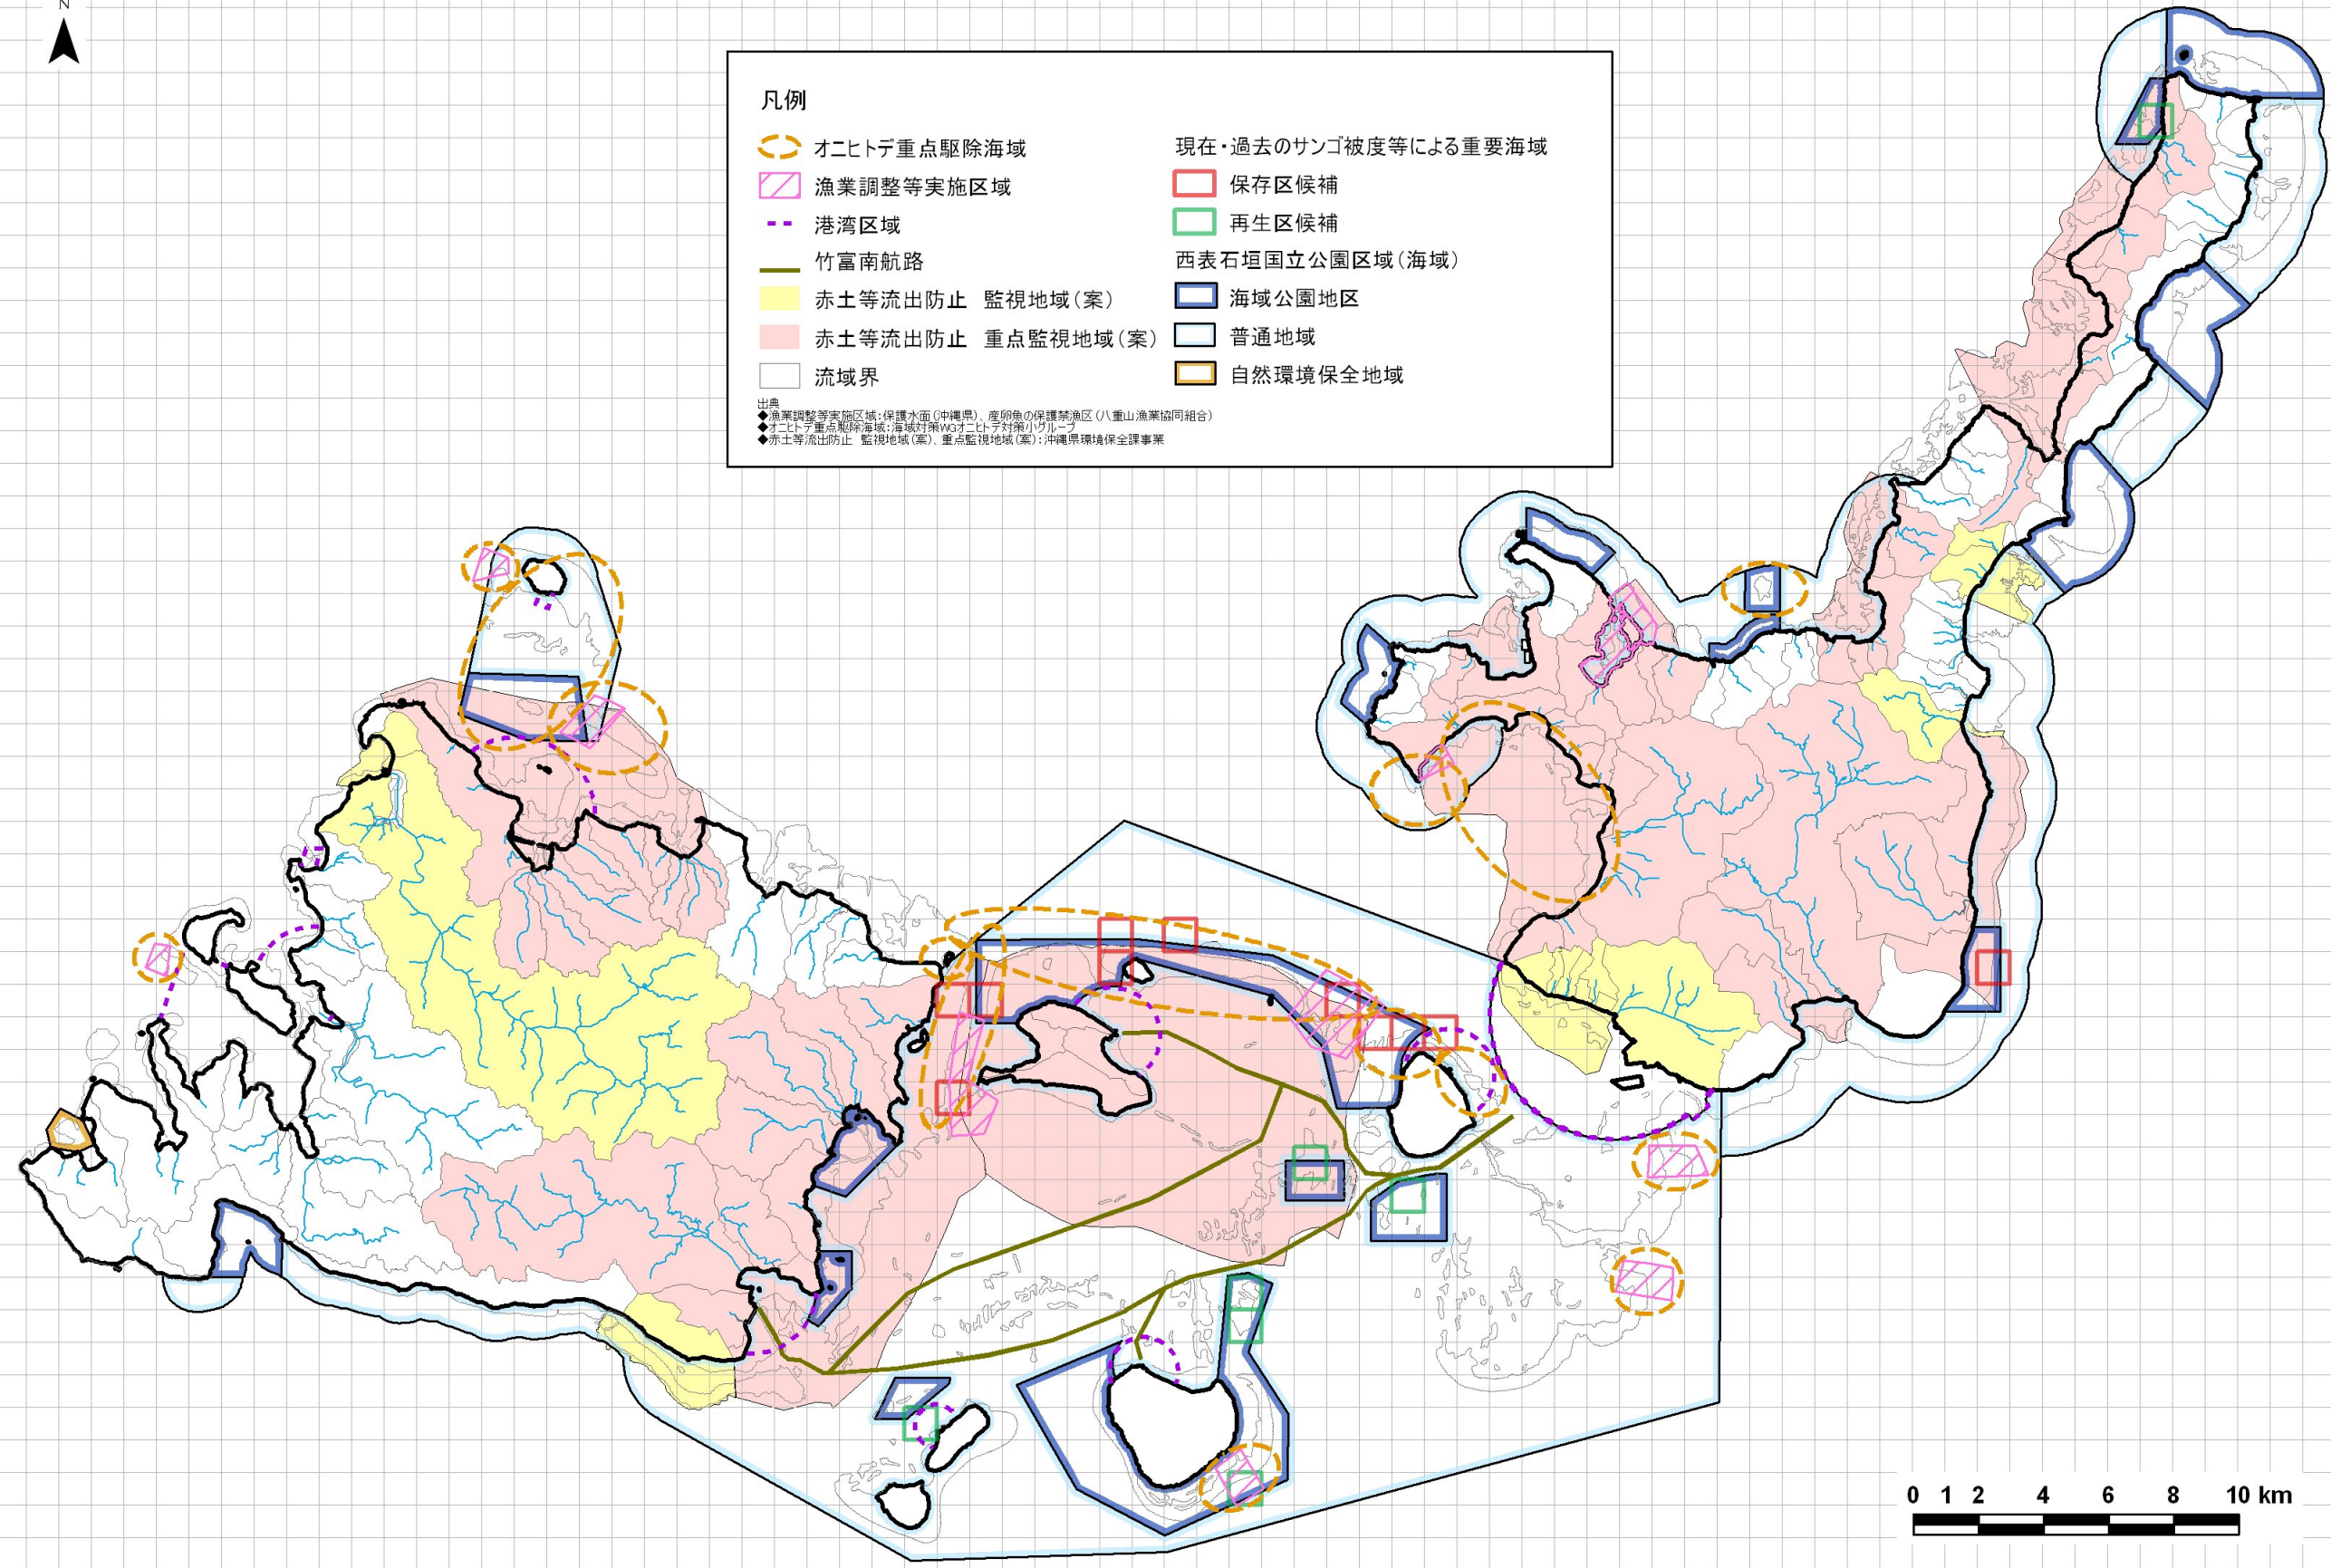 N
凡例
オニヒトデ重点駆除海域
漁業調整等実施区域
港湾区域
竹富南航路
赤土等流出防止 監視地域(案)
赤土等流出防止 重点監視地域(案)
流域界
現在・過去のサンゴ被度等による重要海域
保存区候補
再生区候補
西表石垣国立公園区域(海域)
海域公園地区
普通地域
自然環境保全地域
出典
◆漁業調整等実施区域:保護水面(沖縄県)、産卵魚の保護禁漁区(八重山漁業協同組合)
◆オニヒトデ重点駆除海域:海域対策WGオニヒトデ対策小グループ
◆赤土等流出防止 監視地域(案)、重点監視地域(案):沖縄県環境保全課事業
0 1 2 4 6 8 10 km